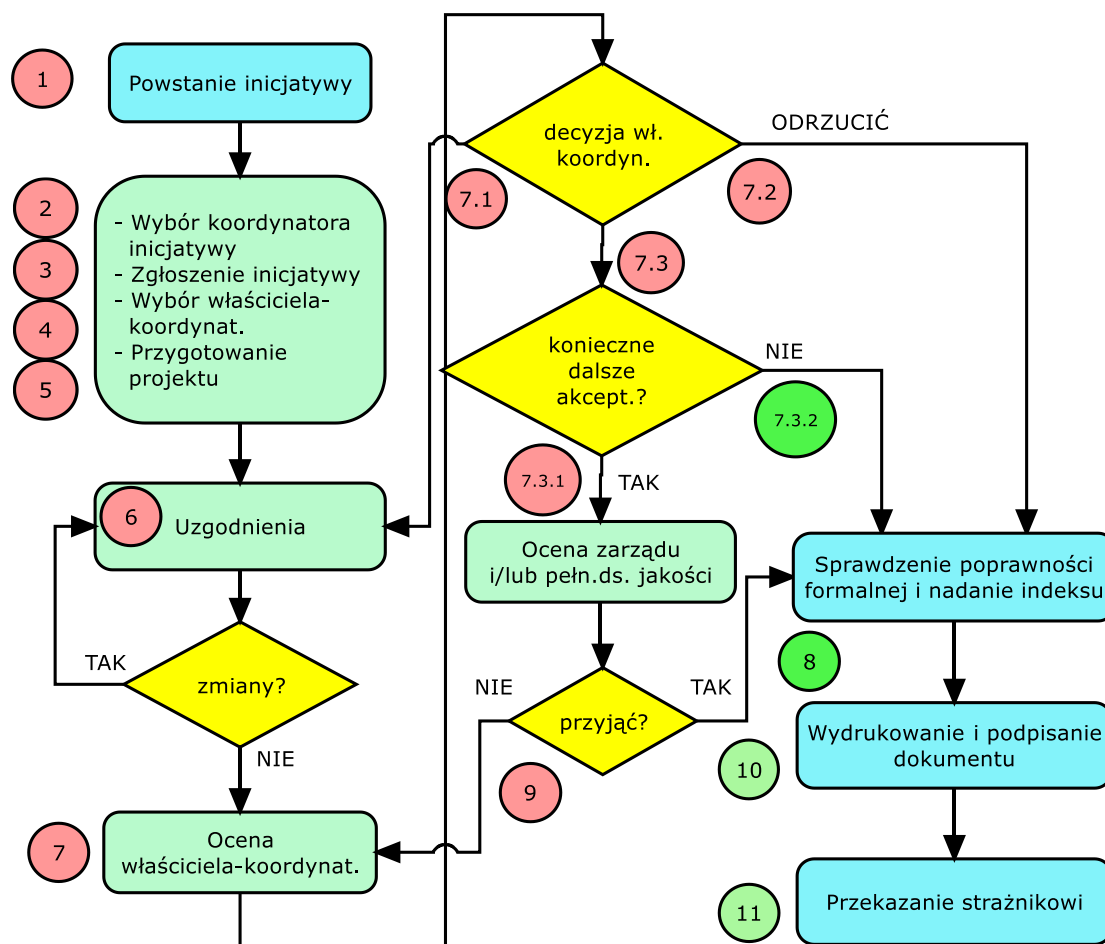 1
Powstanie inicjatywy
2
3
4
5
- Wybór koordynatora
inicjatywy
- Zgłoszenie inicjatywy
- Wybór właściciela-
koordynat.
- Przygotowanie
projektu
6
Uzgodnienia
TAK
zmiany?
NIE
7
Ocena
właściciela-koordynat.
decyzja wł.
koordyn.
ODRZUCIĆ
7.1
7.2
7.3
konieczne
dalsze
akcept.?
NIE
7.3.2
7.3.1
TAK
Ocena zarządu
i/lub pełn.ds. jakości
NIE
przyjąć?
TAK
9
Sprawdzenie poprawności
formalnej i nadanie indeksu
8
Wydrukowanie i podpisanie
dokumentu
10
Przekazanie strażnikowi
11